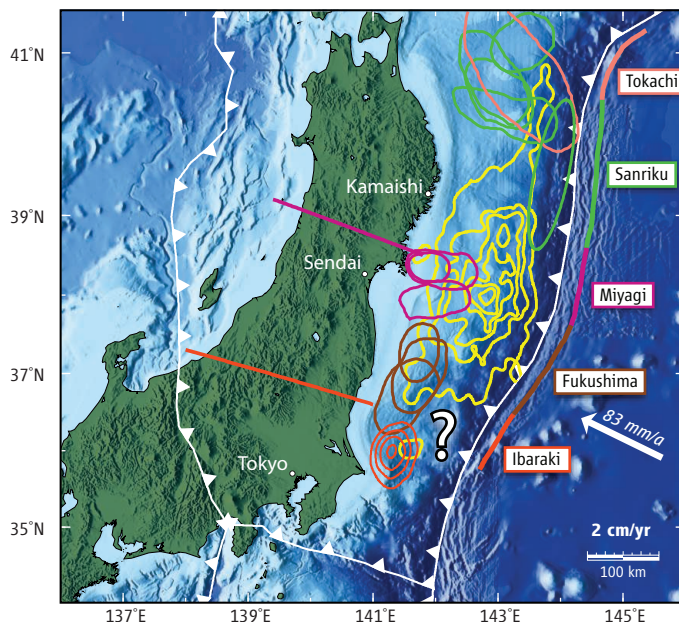 41°N
39°N
37°N
35°N
137°E
139°E
141°E
143°E
145°E
Kamaishi
Sendai
Tokyo
Tokachi
Sanriku
Miyagi
Fukushima
Ibaraki
?
83 mm/a
2 cm/yr
100 km